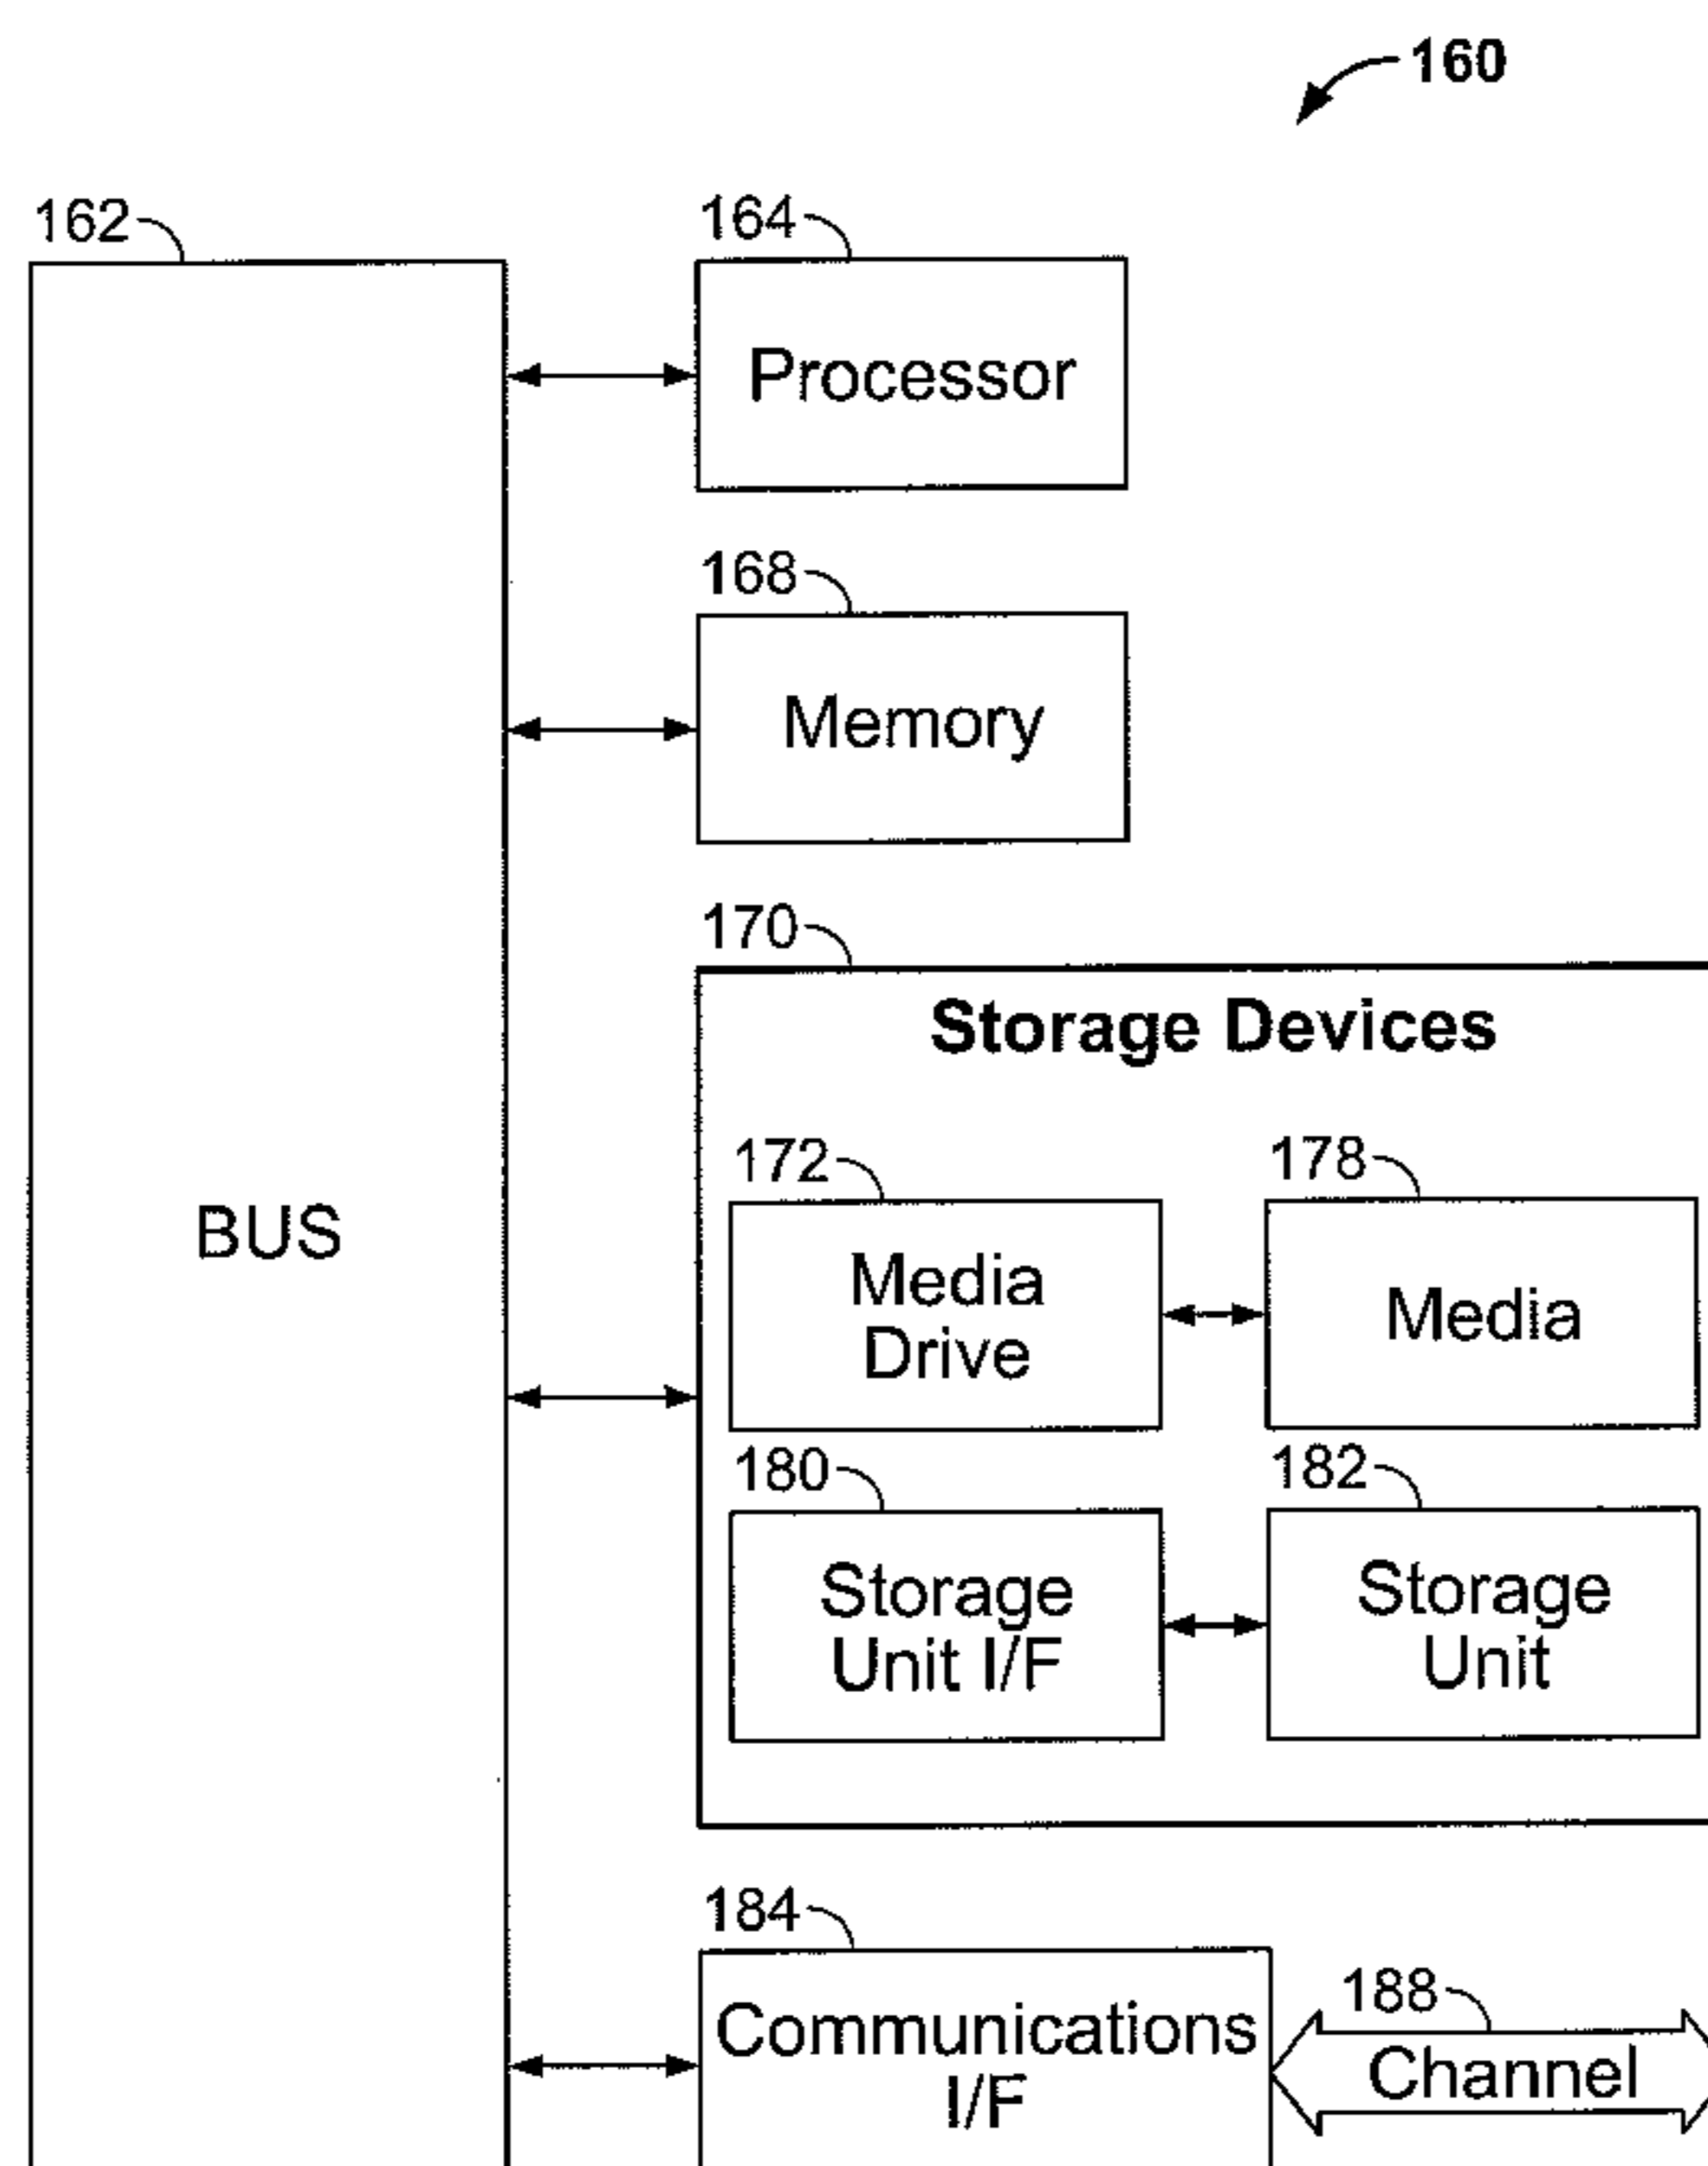 160
162
164
Processor
168
Memory
170
Storage Devices
172
178
Media
Drive
Media
BUS
180
182
Storage
Unit I/F
Storage
Unit
184
188
Communications
I/F
Channel